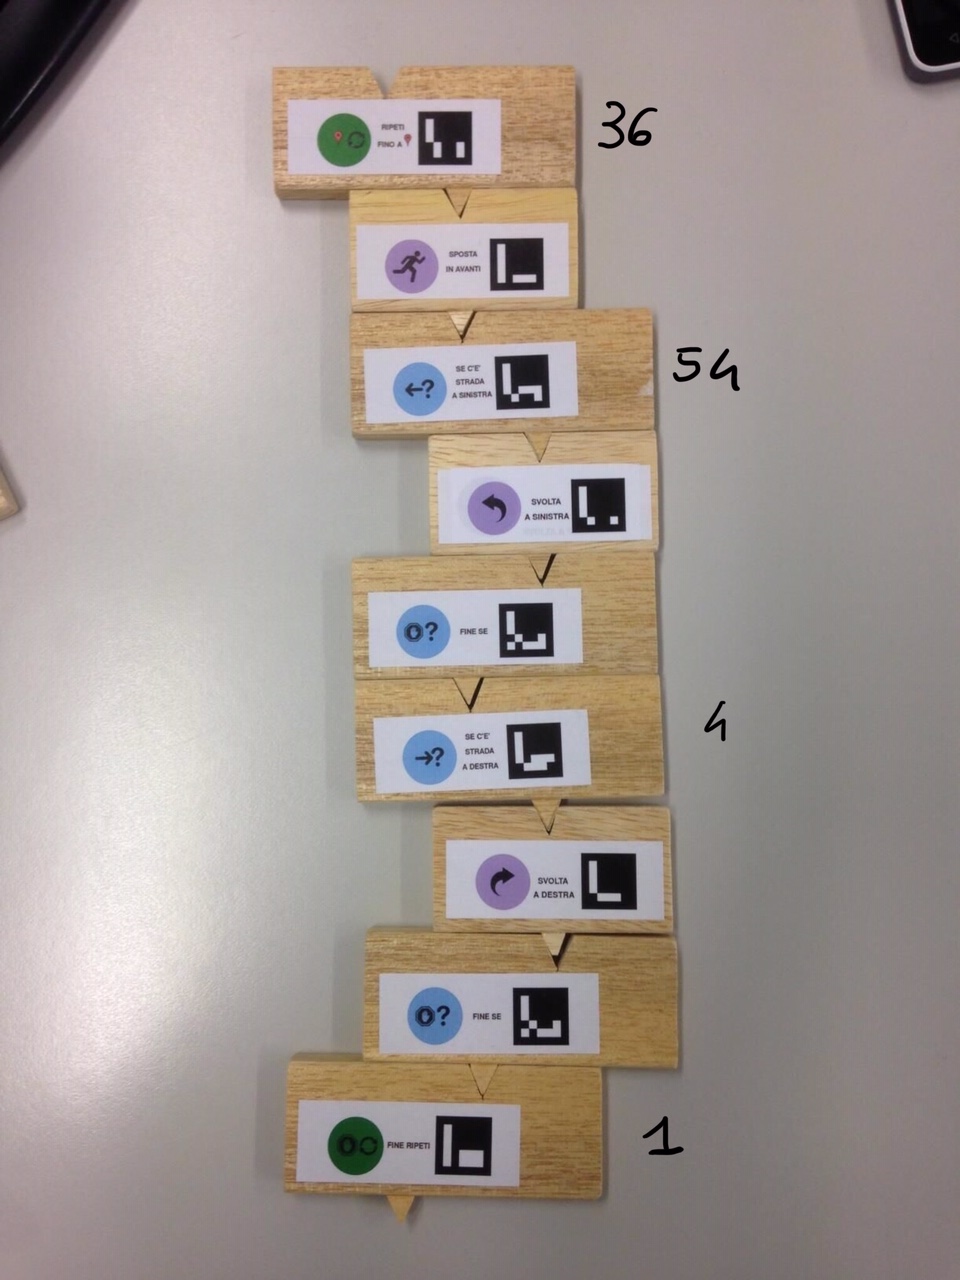 RIPETI
FINO A
36
SPOSTA
IN AVANTI
SE C'E'
STRADA
A SINISTRA
54
SVOLTA
A SINISTRA
FINE SE
SE C'E'
STRADA
A DESTRA
4
SVOLTA
A DESTRA
FINE SE
FINE RIPETI
1